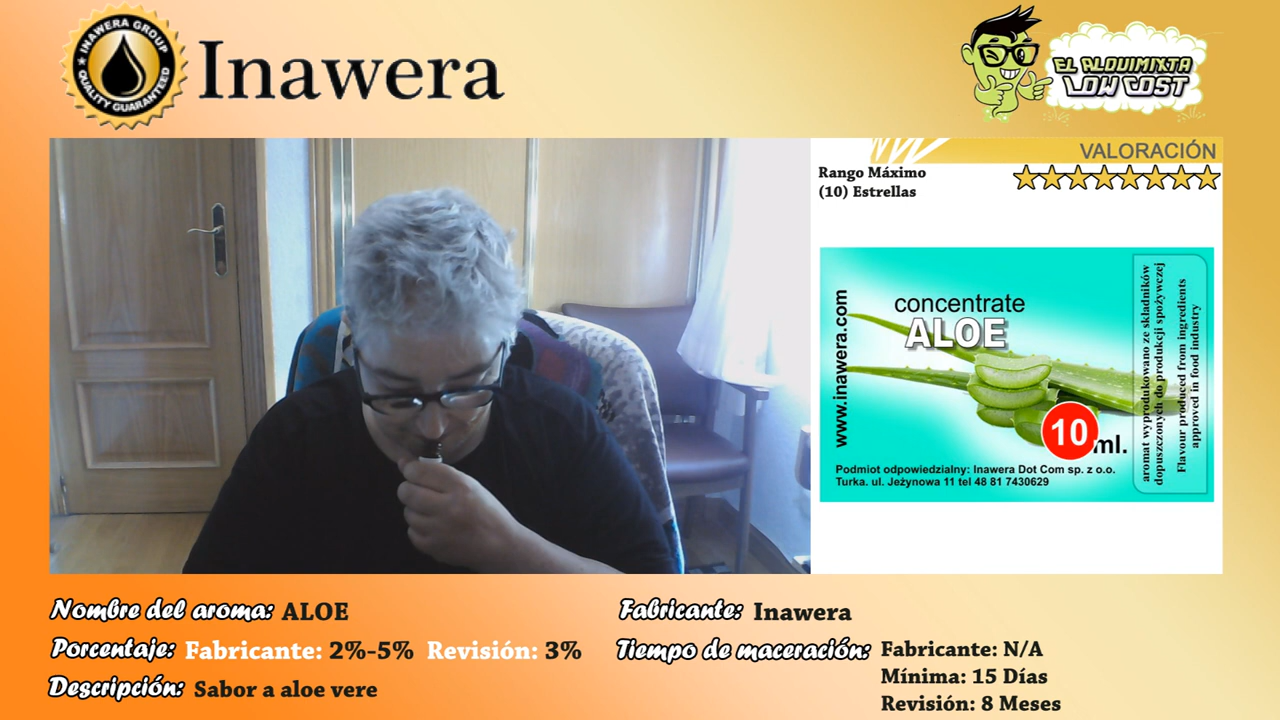 INAWERA GROUP
QUALITY GUARANTEED
Inawera
EL ALQUIMIXTA
LOW COST
VALORACIÓN
Rango Máximo
(10) Estrellas
www.inawera.com
concentrate
ALOE
10 ml.
Podmiot odpowiedzialny: Inawera Dot Com sp. z o.o.
Turka. ul. Jeżynowa 11 tel 48 81 7430629
aromat wyprodukowano ze składników
dopuszczonych do produkcji spożywczej
Flavour produced from ingredients
approved in food industry
Nombre del aroma: ALOE
Fabricante: Inawera
Porcentaje: Fabricante: 2%-5% Revisión: 3%
Tiempo de maceración: Fabricante: N/A
Mínima: 15 Días
Revisión: 8 Meses
Descripción: Sabor a aloe vere